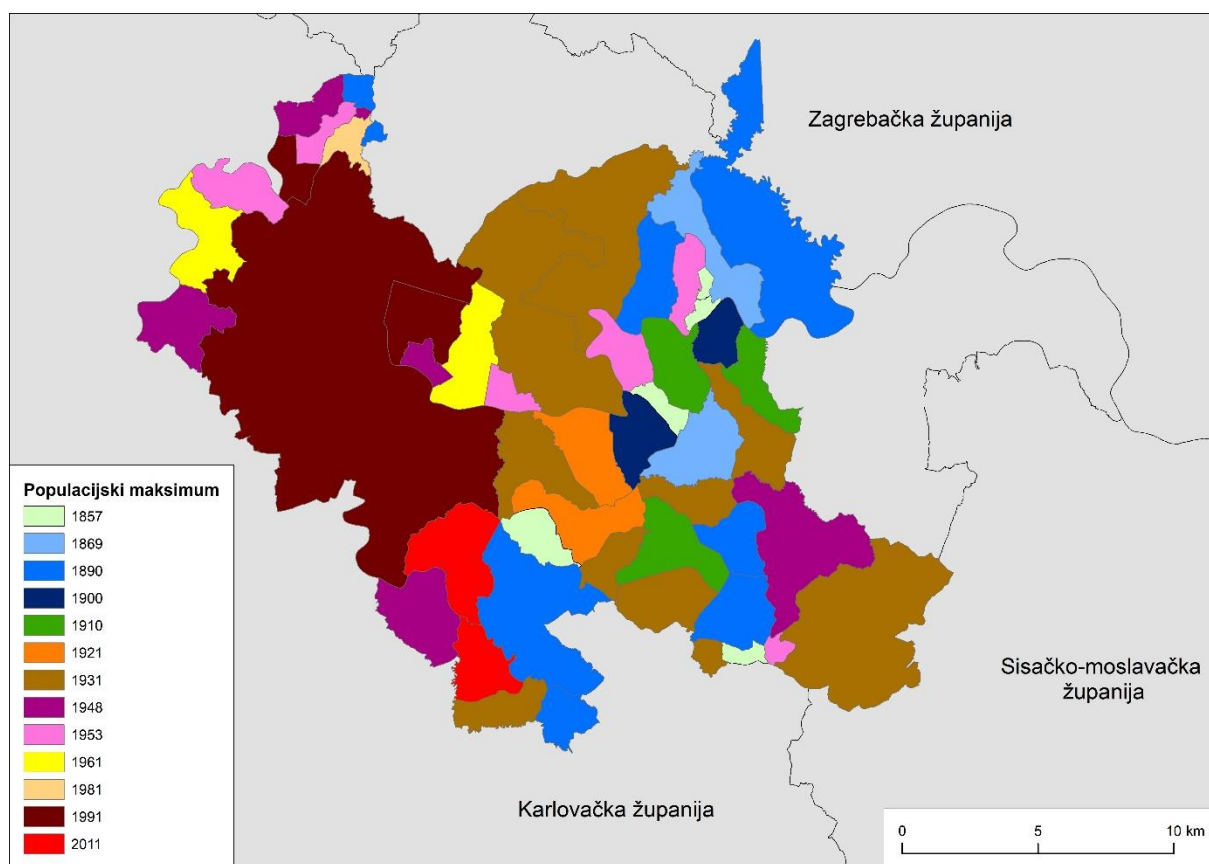 Zagrebačka županija
Populacijski maksimum
1857
1869
1890
1900
1910
1921
1931
1948
1953
1961
1981
1991
2011
Sisačko-moslavačka
županija
Karlovačka županija
0 5 10 km